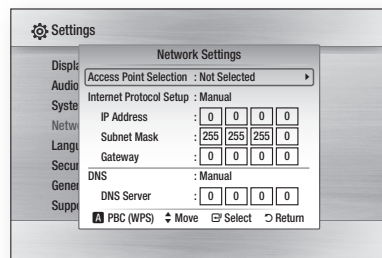 Settings
Network Settings
Access Point Selection : Not Selected
Internet Protocol Setup : Manual
IP Address : 0 0 0 0
Subnet Mask : 255 255 255 0
Gateway : 0 0 0 0
DNS : Manual
DNS Server : 0 0 0 0
A PBC (WPS) Move Select Return
Displa
Audio
Syste
Netw
Langu
Secur
Gener
Suppo